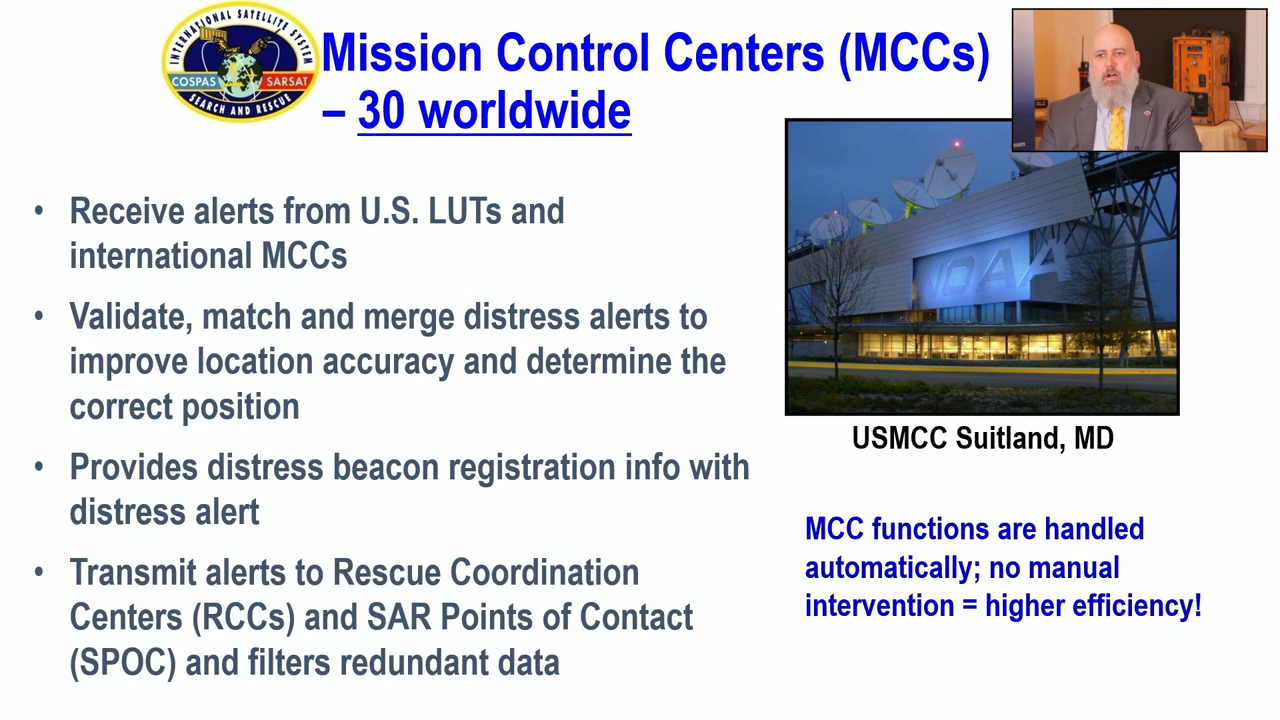 INTERNATIONAL SATELLITE SYSTEM
COSPAS SARSAT
SEARCH AND RESCUE
Mission Control Centers (MCCs)
– 30 worldwide
• Receive alerts from U.S. LUTs and
international MCCs
• Validate, match and merge distress alerts to
improve location accuracy and determine the
correct position
• Provides distress beacon registration info with
distress alert
• Transmit alerts to Rescue Coordination
Centers (RCCs) and SAR Points of Contact
(SPOC) and filters redundant data
eum
NOAA
USMCC Suitland, MD
MCC functions are handled
automatically; no manual
intervention = higher efficiency!